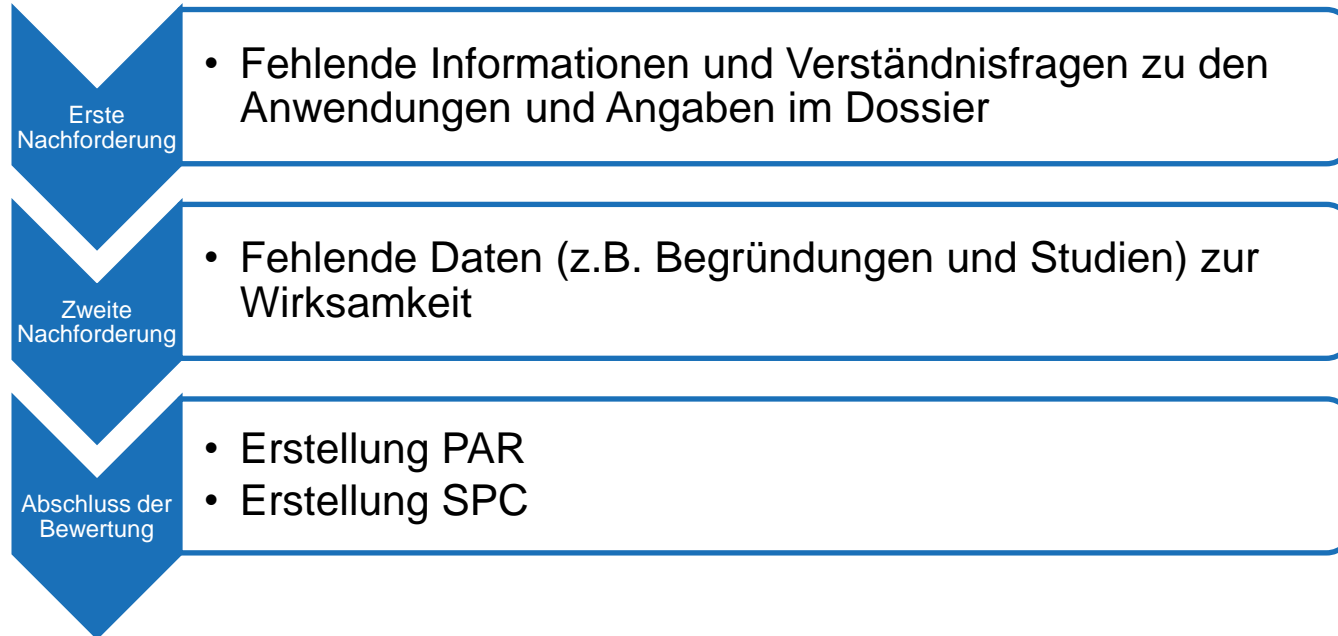 Erste
Nachforderung
• Fehlende Informationen und Verständnisfragen zu den
Anwendungen und Angaben im Dossier
Zweite
Nachforderung
• Fehlende Daten (z.B. Begründungen und Studien) zur
Wirksamkeit
Abschluss der
Bewertung
• Erstellung PAR
• Erstellung SPC